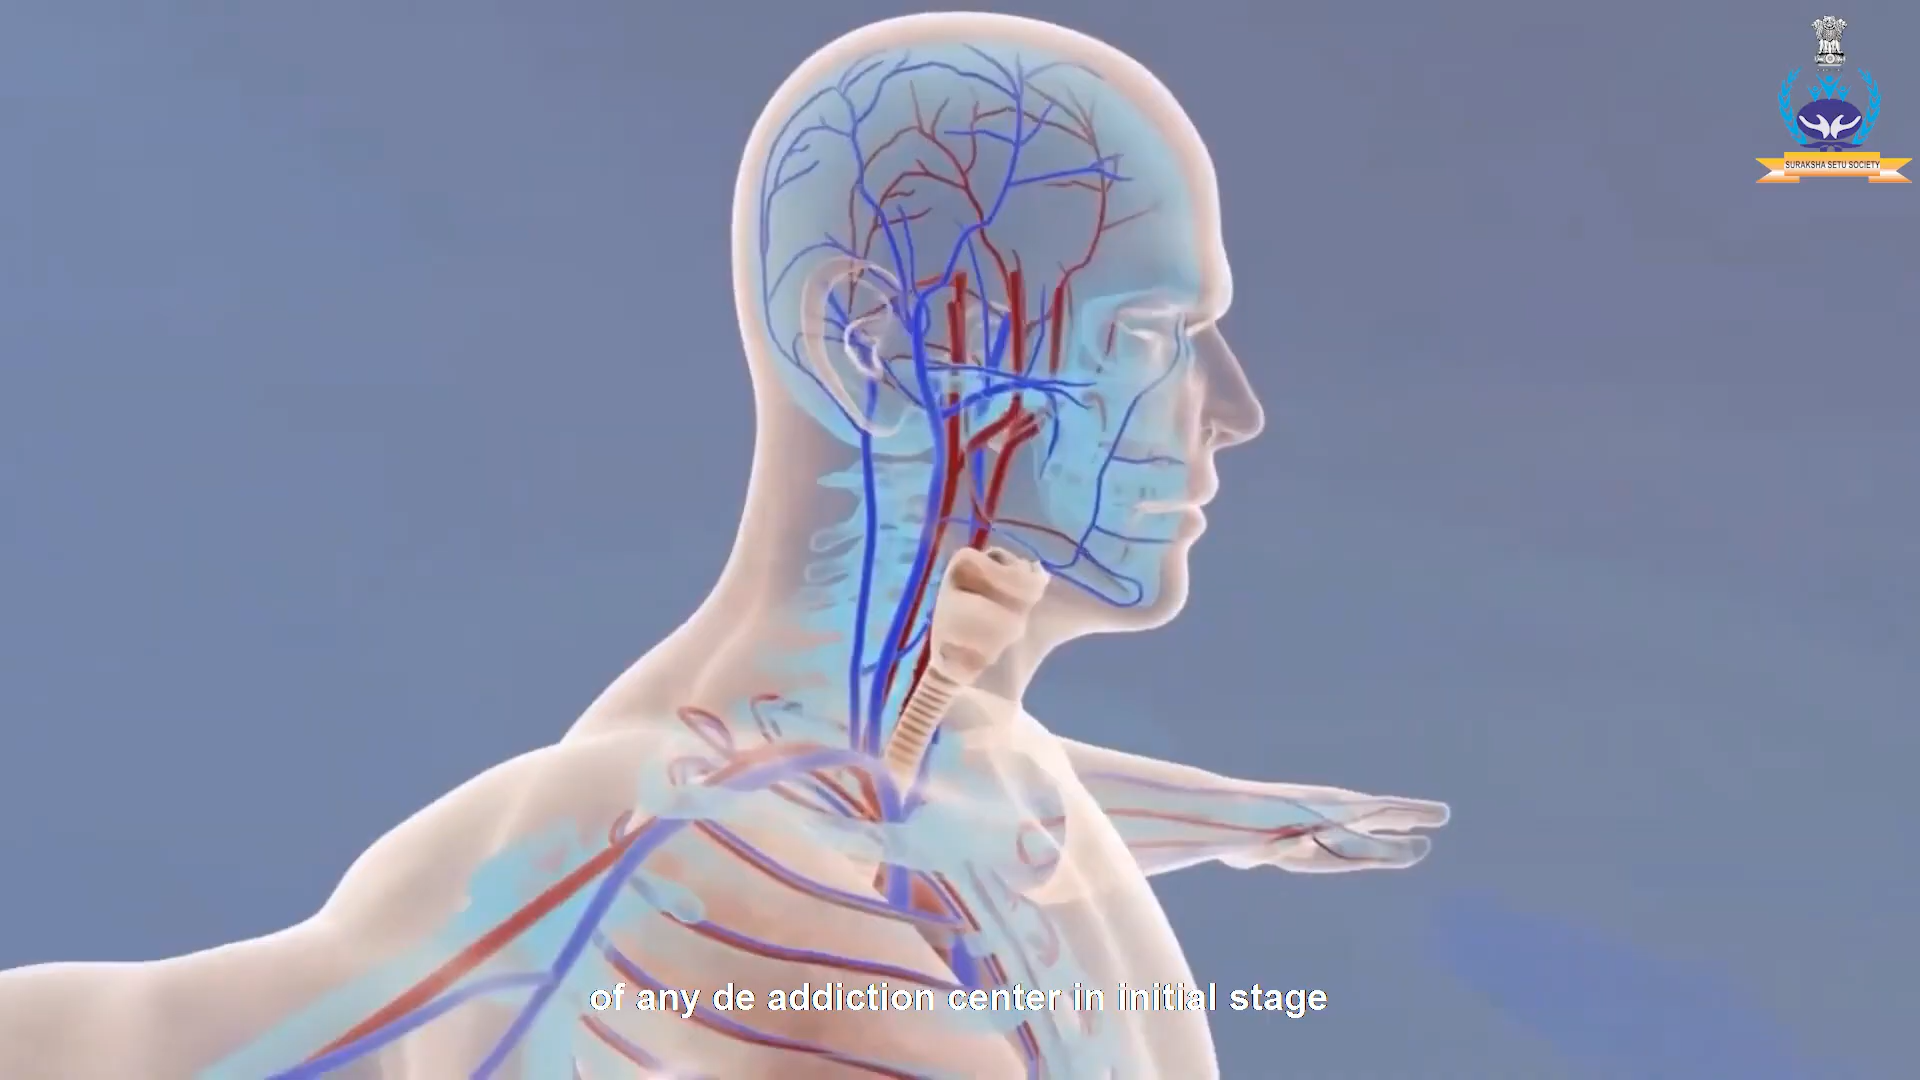 SURAKSHA SETU SOCIETY
of any de addiction center in initial stage